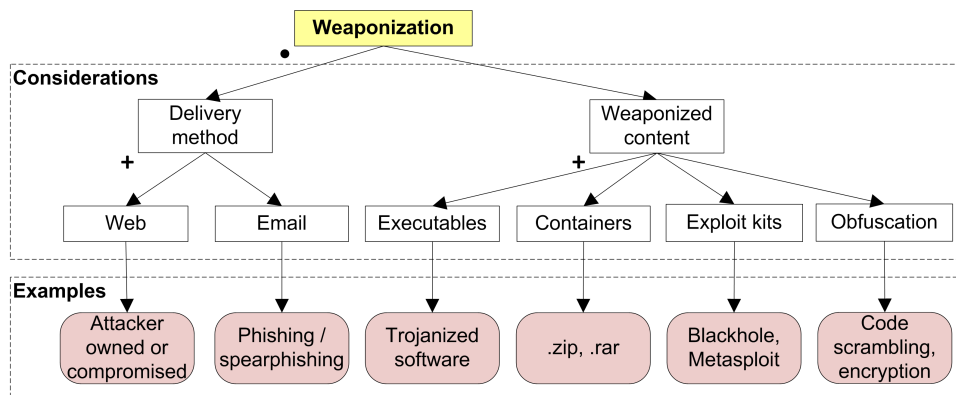 Weaponization
•
Considerations
Delivery
method
Weaponized
content
+
+
Web
Email
Executables
Containers
Exploit kits
Obfuscation
Examples
Attacker
owned or
compromised
Phishing /
spearphishing
Trojanized
software
.zip, .rar
Blackhole,
Metasploit
Code
scrambling,
encryption